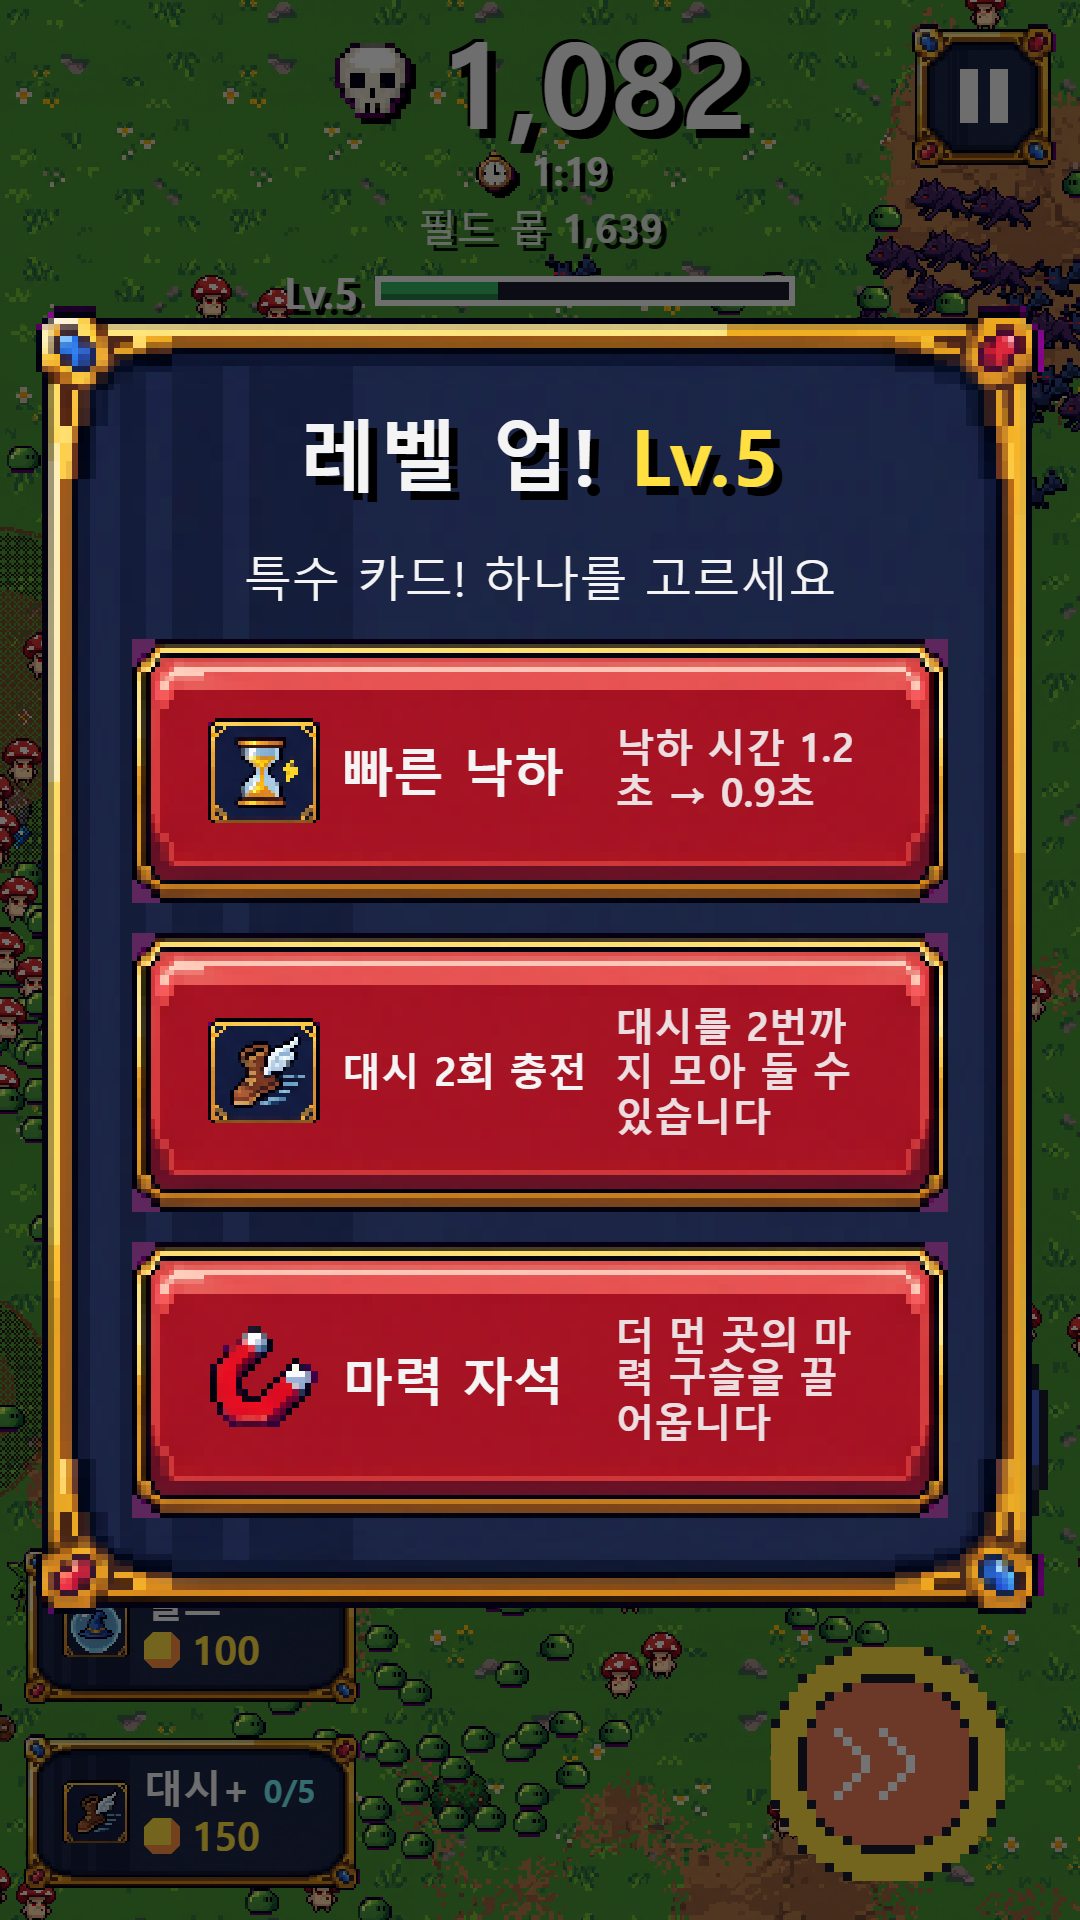 1,082
1:19
필드 몹 1,639
Lv.5
레벨 업! Lv.5
특수 카드! 하나를 고르세요
빠른 낙하
낙하 시간 1.2
초 → 0.9초
대시 2회 충전
대시를 2번까
지 모아 둘 수
있습니다
마력 자석
더 먼 곳의 마
력 구슬을 끌
어옵니다
100
대시+ 0/5
150